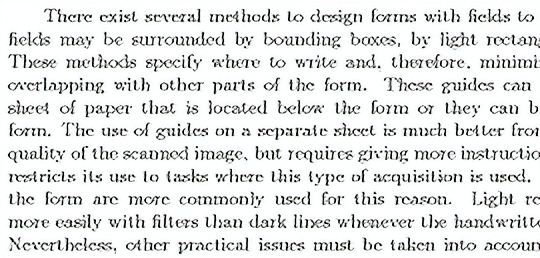 There exist several methods to design forms with fields to
fields may be surrounded by bounding boxes, by light rectan
These methods specify where to write and, therefore, minimi
overlapping with other parts of the form. These guides can
sheet of paper that is located below the form or they can b
form. The use of guides on a separate sheet is much better fro
quality of the scanned image, but requires giving more instructio
restricts its use to tasks where this type of acquisition is used.
the form are more commonly used for this reason. Light re
more easily with filters than dark lines whenever the handwritt
Nevertheless, other practical issues must be taken into accoun